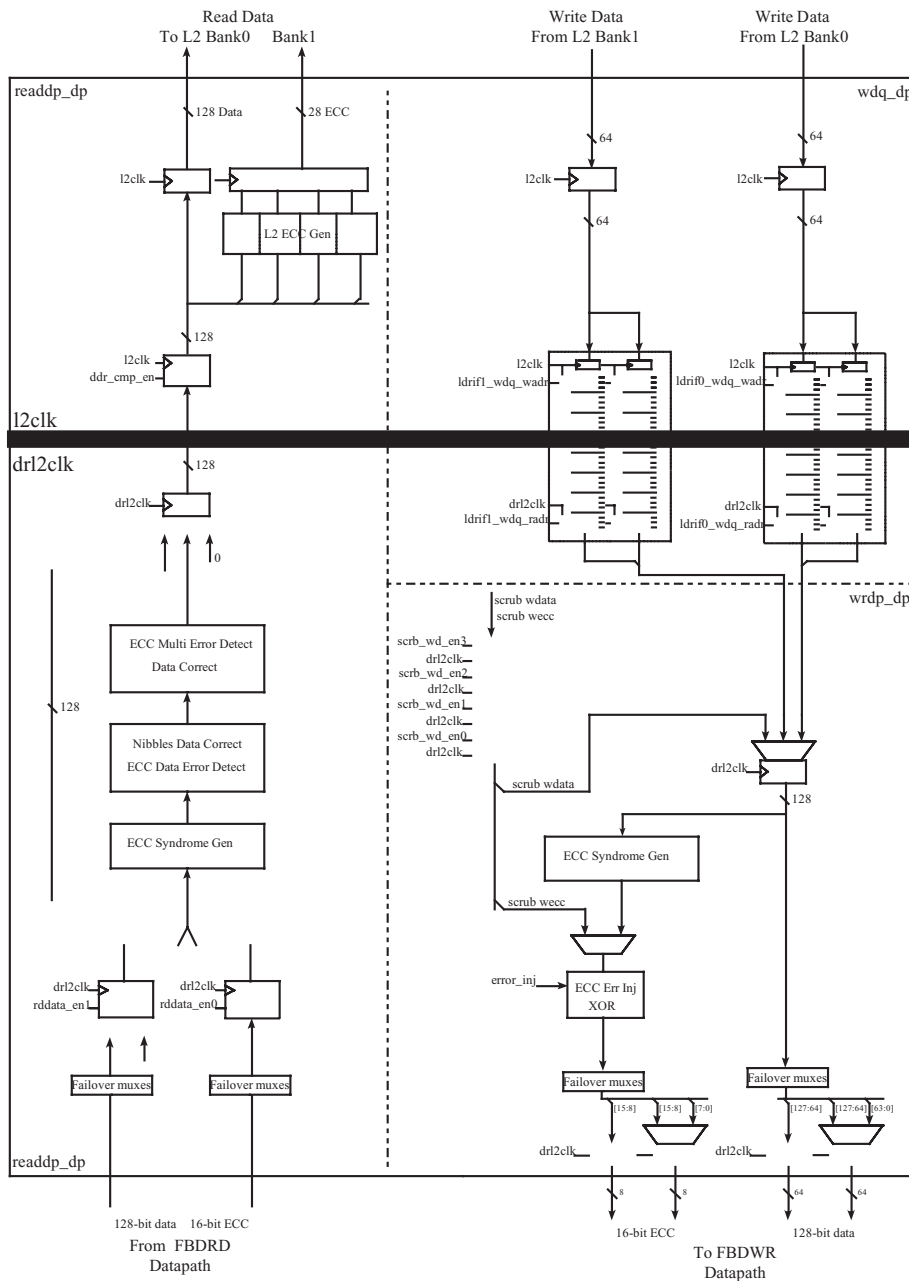 Read Data
To L2 Bank0 Bank1
Write Data
From L2 Bank1
Write Data
From L2 Bank0
readdp_dp
wdq_dp
128 Data
28 ECC
64
64
l2clk
l2clk
l2clk
64
64
L2 ECC Gen
128
l2clk
ddr_cmp_en
l2clk
ldrif1_wdq_wadr
l2clk
ldrif0_wdq_wadr
l2clk
drl2clk
128
drl2clk
drl2clk
ldrif1_wdq_radr
drl2clk
ldrif0_wdq_radr
0
wrdp_dp
scrub wdata
scrub wecc
ECC Multi Error Detect
Data Correct
scrb_wd_en3
drl2clk
scrb_wd_en2
drl2clk
scrb_wd_en1
drl2clk
scrb_wd_en0
drl2clk
128
Nibbles Data Correct
ECC Data Error Detect
drl2clk
scrub wdata
128
ECC Syndrome Gen
ECC Syndrome Gen
scrub wecc
drl2clk
rddata_en1
drl2clk
rddata_en0
error_inj
ECC Err Inj
XOR
Failover muxes
Failover muxes
Failover muxes
Failover muxes
[15:8]
[15:8]
[7:0]
[127:64]
[127:64]
[63:0]
drl2clk
drl2clk
readdp_dp
8
8
64
64
128-bit data
16-bit ECC
From FBDRD
Datapath
16-bit ECC
128-bit data
To FBDWR
Datapath